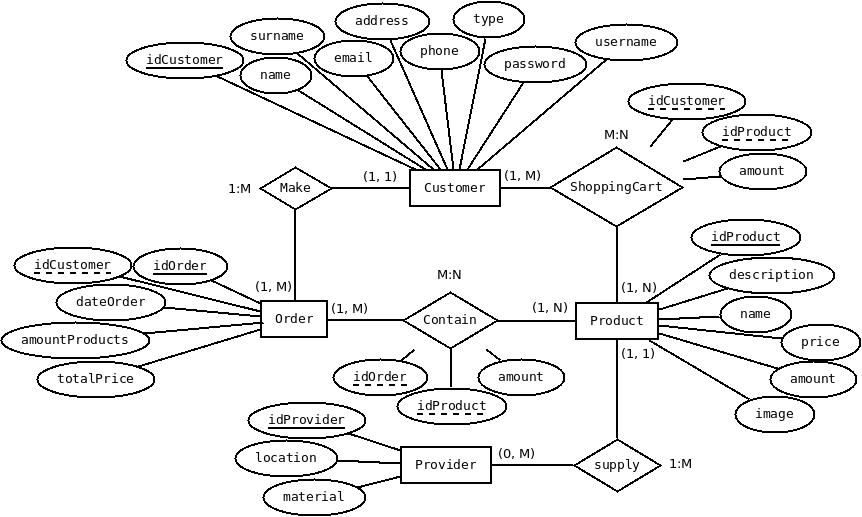 address
type
surname
username
phone
email
idCustomer
password
name
idCustomer
idProduct
M:N
amount
(1, 1)
(1, M)
1:M
Make
Customer
ShoppingCart
idProduct
idCustomer
idOrder
description
M:N
(1, M)
(1, N)
dateOrder
(1, M)
(1, N)
name
Order
Contain
Product
amountProducts
price
(1, 1)
totalPrice
idOrder
amount
amount
idProduct
image
idProvider
location
(0, M)
Provider
supply
1:M
material